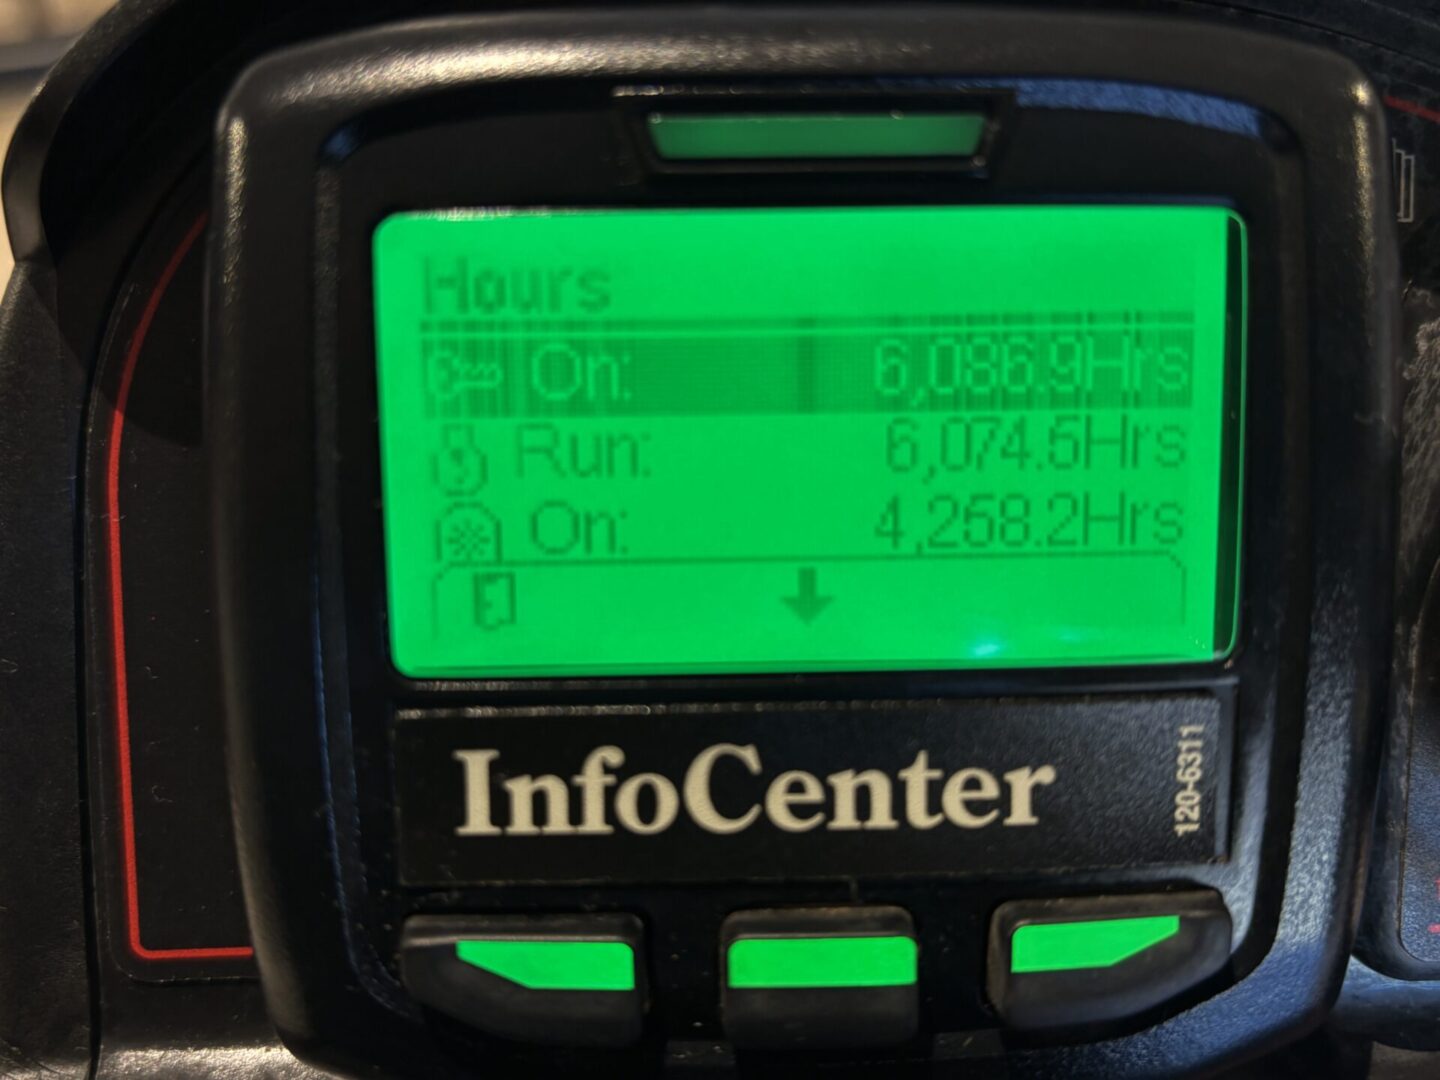 Hours
On: 6,086.9Hrs
Run: 6,074.5Hrs
On: 4,258.2Hrs
InfoCenter
120-6311